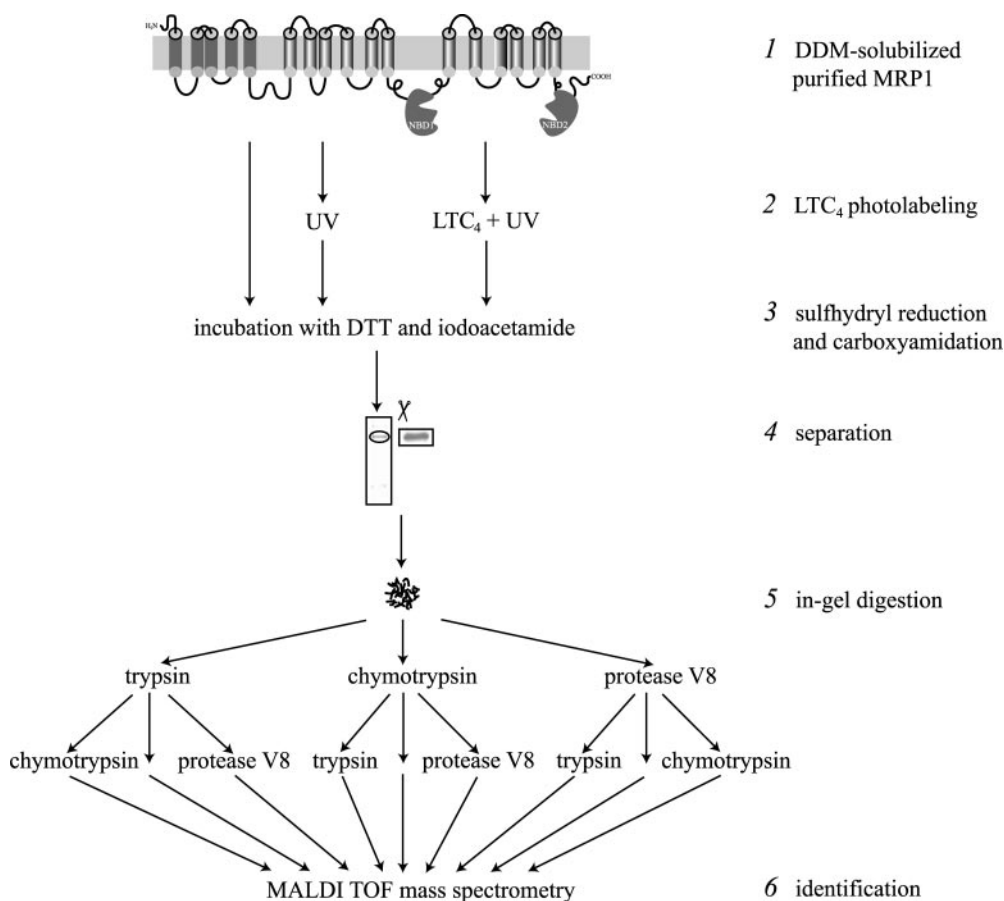 H₂N
COOH
NBD1
NBD2
1 DDM-solubilized
purified MRP1
UV
LTC₄ + UV
2 LTC₄ photolabeling
incubation with DTT and iodoacetamide
3 sulfhydryl reduction
and carboxyamidation
4 separation
5 in-gel digestion
trypsin
chymotrypsin
protease V8
chymotrypsin
protease V8
trypsin
protease V8
trypsin
chymotrypsin
MALDI TOF mass spectrometry
6 identification